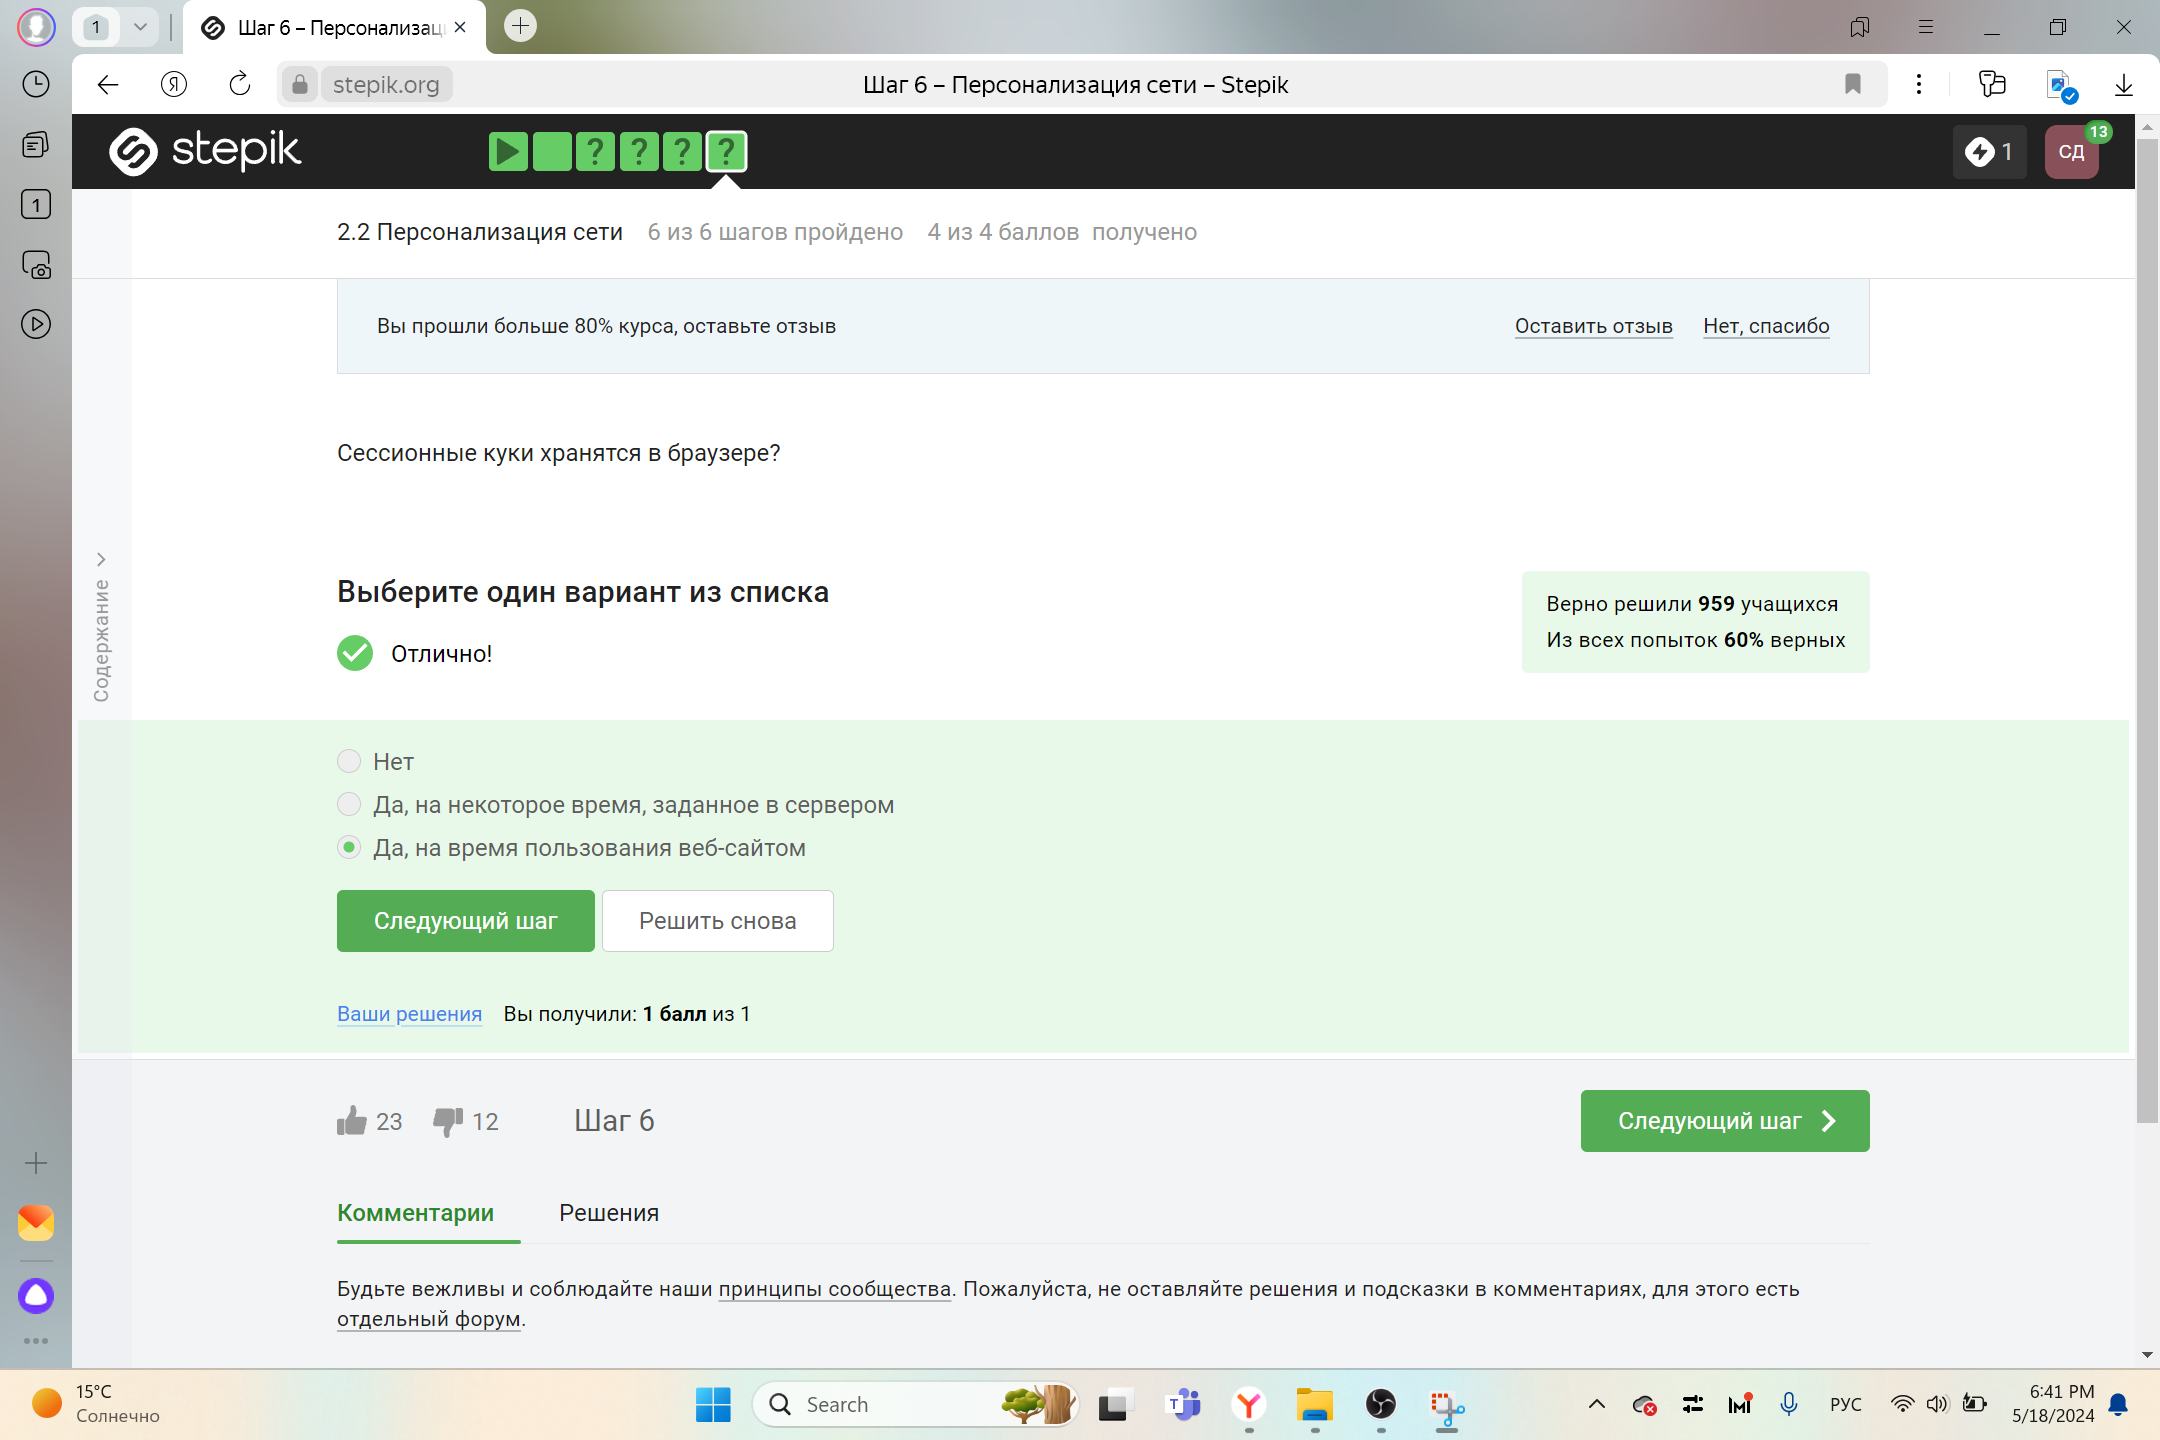 1
Шаг 6 – Персонализац
stepik.org
Шаг 6 – Персонализация сети – Stepik
1
stepik
? ? ? ?
1
СД
13
2.2 Персонализация сети 6 из 6 шагов пройдено 4 из 4 баллов получено
Вы прошли больше 80% курса, оставьте отзыв
Оставить отзыв
Нет, спасибо
Сессионные куки хранятся в браузере?
Содержание
Выберите один вариант из списка
Отлично!
Верно решили 959 учащихся
Из всех попыток 60% верных
Нет
Да, на некоторое время, заданное в сервером
Да, на время пользования веб-сайтом
Следующий шаг
Решить снова
Ваши решения Вы получили: 1 балл из 1
23
12
Шаг 6
Следующий шаг
Комментарии
Решения
Будьте вежливы и соблюдайте наши принципы сообщества. Пожалуйста, не оставляйте решения и подсказки в комментариях, для этого есть
отдельный форум.
15°C
Солнечно
Search
РУС
6:41 PM
5/18/2024